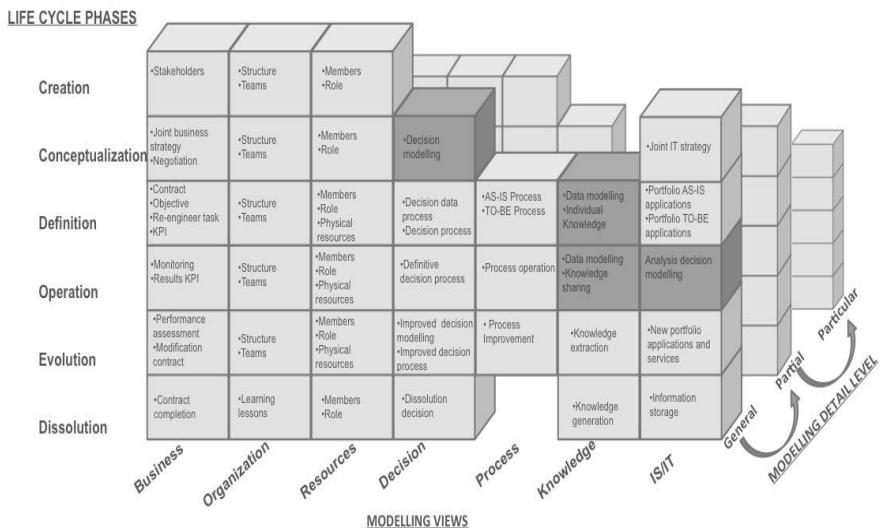 LIFE CYCLE PHASES
Creation
•Stakeholders
•Structure
•Teams
•Members
•Role
Conceptualization
•Joint business
strategy
•Negotiation
•Structure
•Teams
•Members
•Role
•Decision
modelling
•Joint IT strategy
Definition
•Contract
•Objective
•Re-engineer task
•KPI
•Structure
•Teams
•Members
•Role
•Physical
resources
•Decision data
process
•Decision process
•AS-IS Process
•TO-BE Process
•Data modelling
•Individual
Knowledge
•Portfolio AS-IS
applications
•Portfolio TO-BE
applications
Operation
•Monitoring
•Results KPI
•Structure
•Teams
•Members
•Role
•Physical
resources
•Definitive
decision process
•Process operation
•Data modelling
•Knowledge
sharing
Analysis decision
modelling
Evolution
•Performance
assessment
•Modification
contract
•Structure
•Teams
•Members
•Role
•Physical
resources
•Improved decision
modelling
•Improved decision
process
• Process
Improvement
•Knowledge
extraction
•New portfolio
applications and
services
Dissolution
•Contract
completion
•Learning
lessons
•Members
•Role
•Dissolution
decision
•Knowledge
generation
•Information
storage
Business
Organization
Resources
Decision
Process
Knowledge
IS/IT
General
Partial
Particular
MODELLING DETAIL LEVEL
MODELLING VIEWS